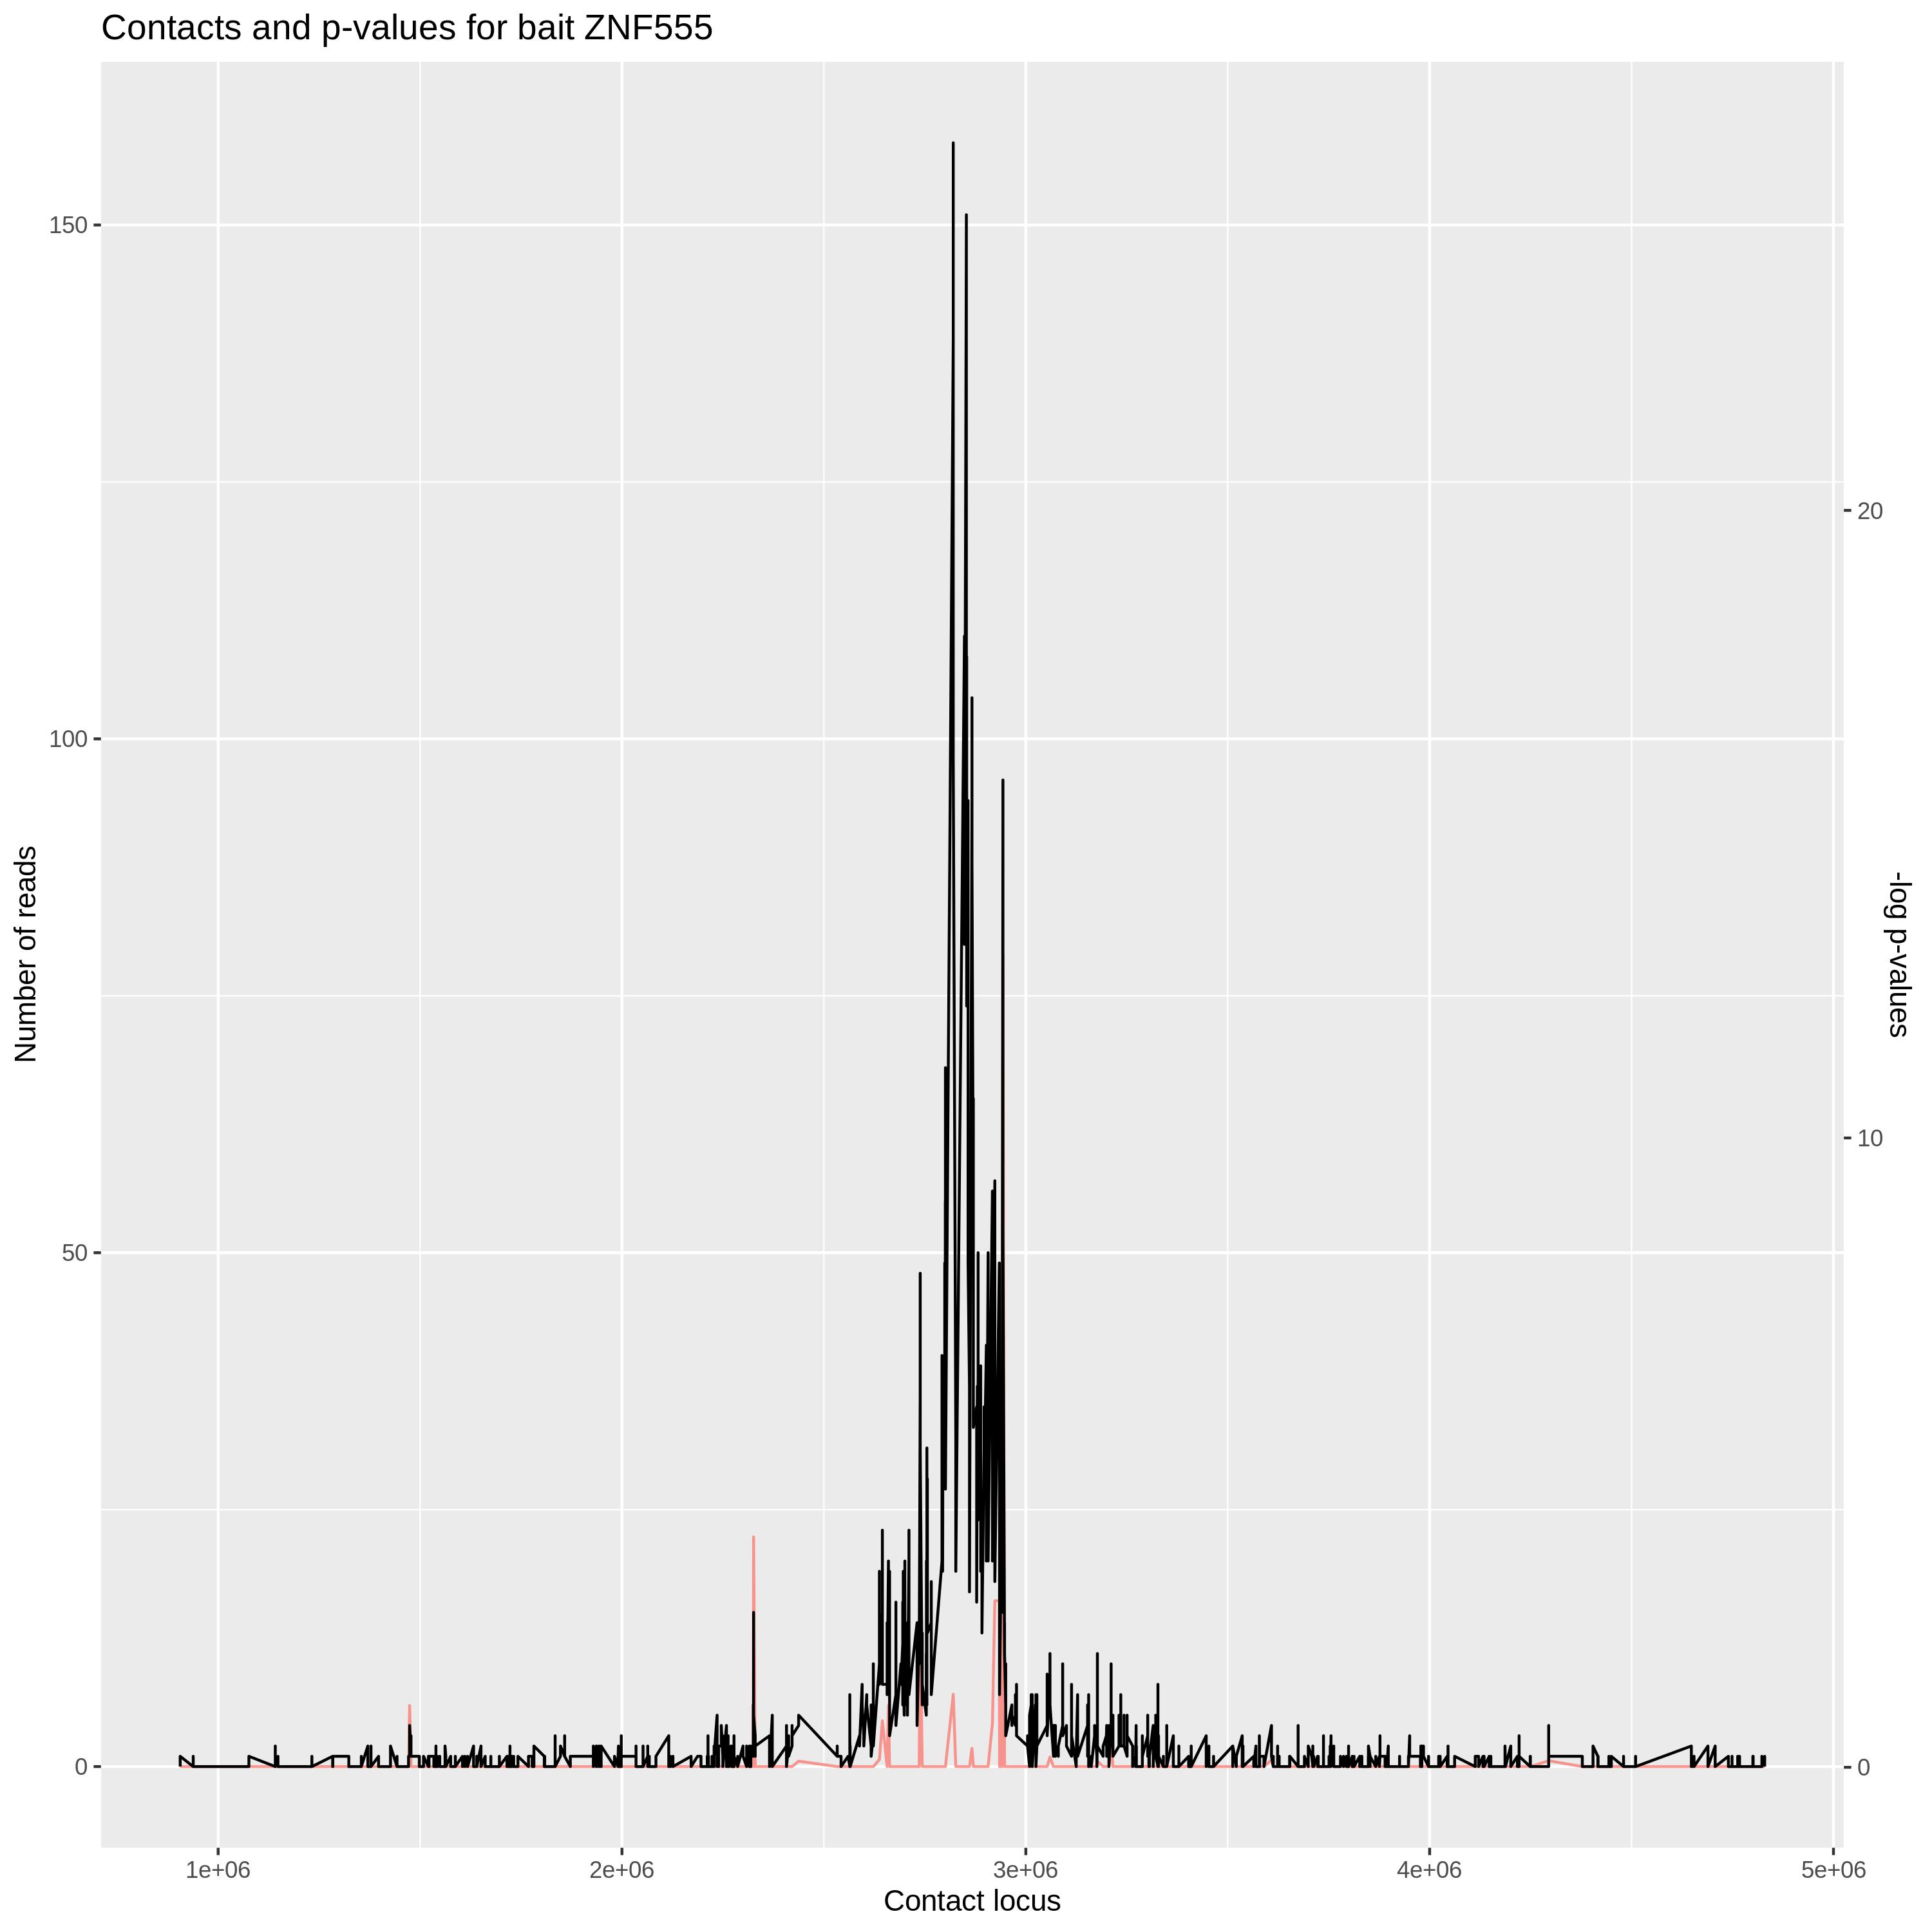 Contacts and p-values for bait ZNF555
150
100
50
0
20
10
0
Number of reads
-log p-values
1e+06 2e+06 3e+06 4e+06 5e+06
Contact locus